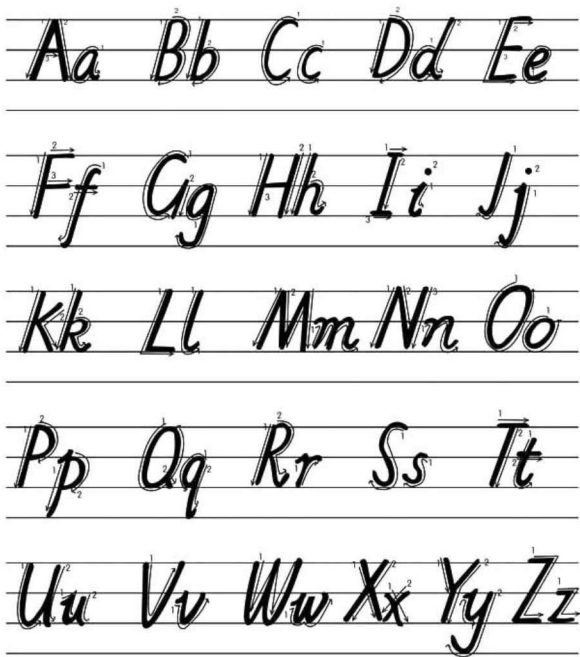 Aa Bb Cc Dd Ee
Ff Gg Hh Ii Jj
Kk Ll Mm Nn Oo
Pp Qq Rr Ss Tt
Uu Vv Ww Xx Yy Zz